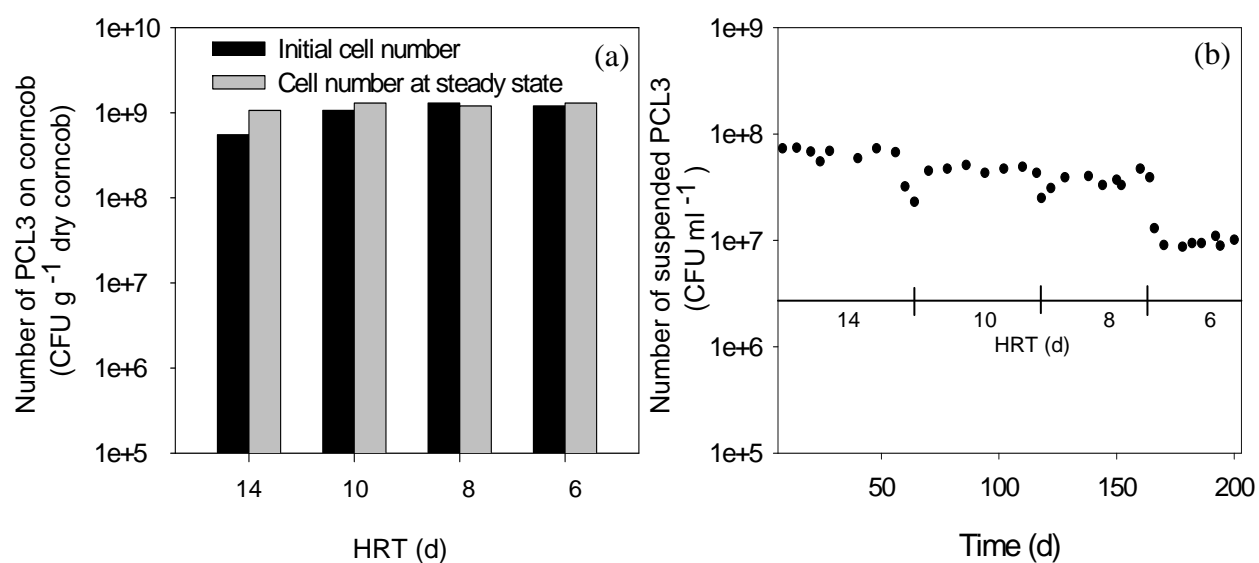 (a)
Initial cell number
Cell number at steady state
Number of PCL3 on corncob
(CFU g -1 dry corncob)
1e+10
1e+9
1e+8
1e+7
1e+6
1e+5
14 10 8 6
HRT (d)
(b)
Number of suspended PCL3
(CFU ml -1 )
1e+9
1e+8
1e+7
1e+6
1e+5
14 10 8 6
HRT (d)
50 100 150 200
Time (d)